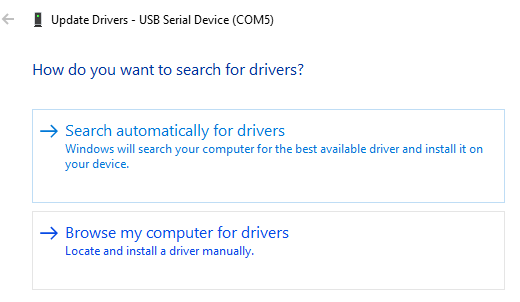 Update Drivers - USB Serial Device (COM5)
How do you want to search for drivers?
Search automatically for drivers
Windows will search your computer for the best available driver and install it on
your device.
Browse my computer for drivers
Locate and install a driver manually.